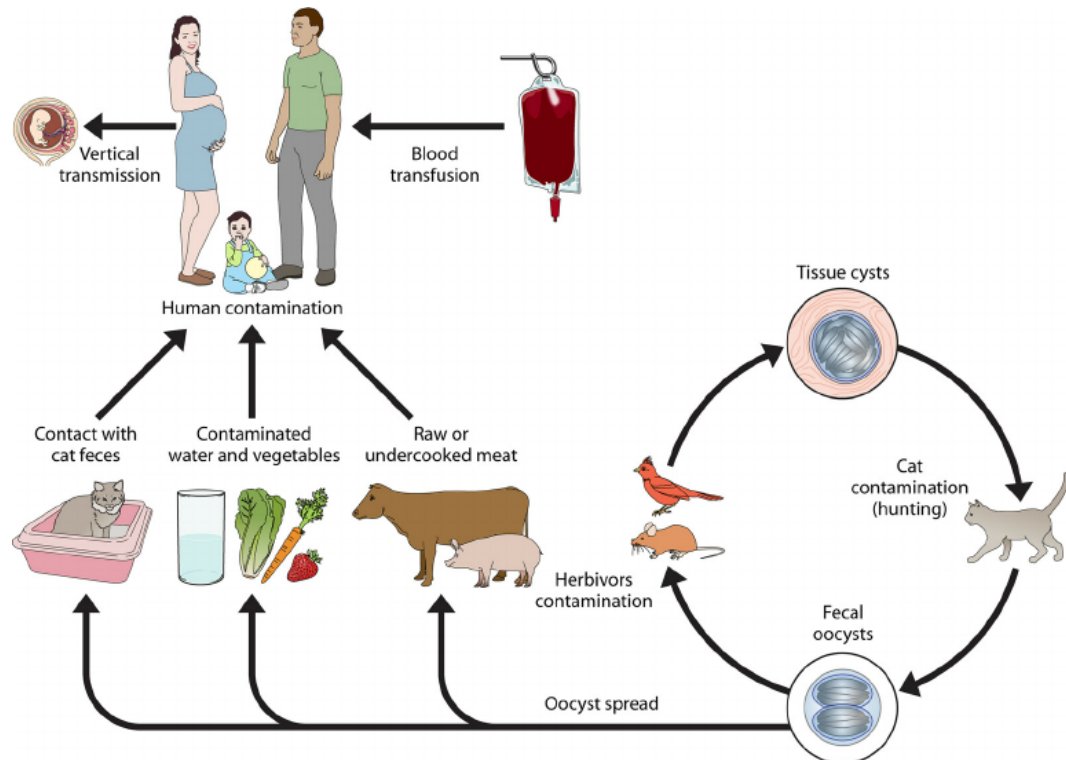 Vertical
transmission
Blood
transfusion
Human contamination
Tissue cysts
Contact with
cat feces
Contaminated
water and vegetables
Raw or
undercooked meat
Cat
contamination
(hunting)
Herbivors
contamination
Fecal
oocysts
Oocyst spread